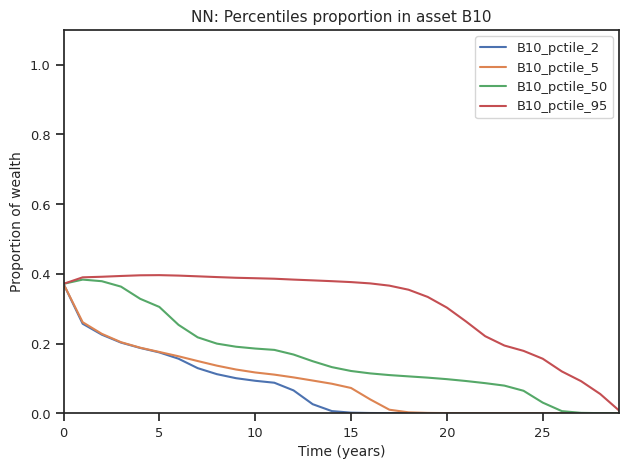 NN: Percentiles proportion in asset B10
B10_pctile_2
B10_pctile_5
B10_pctile_50
B10_pctile_95
Proportion of wealth
1.0
0.8
0.6
0.4
0.2
0.0
0 5 10 15 20 25
Time (years)